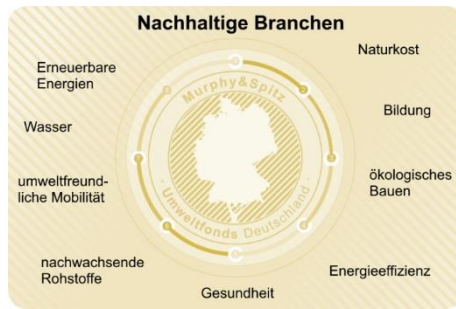 Nachhaltige Branchen
Naturkost
Erneuerbare
Energien
Bildung
Wasser
ökologisches
Bauen
umweltfreund-
liche Mobilität
Energieeffizienz
nachwachsende
Rohstoffe
Gesundheit
Murphy&Spitz
· Umweltfonds Deutschland ·